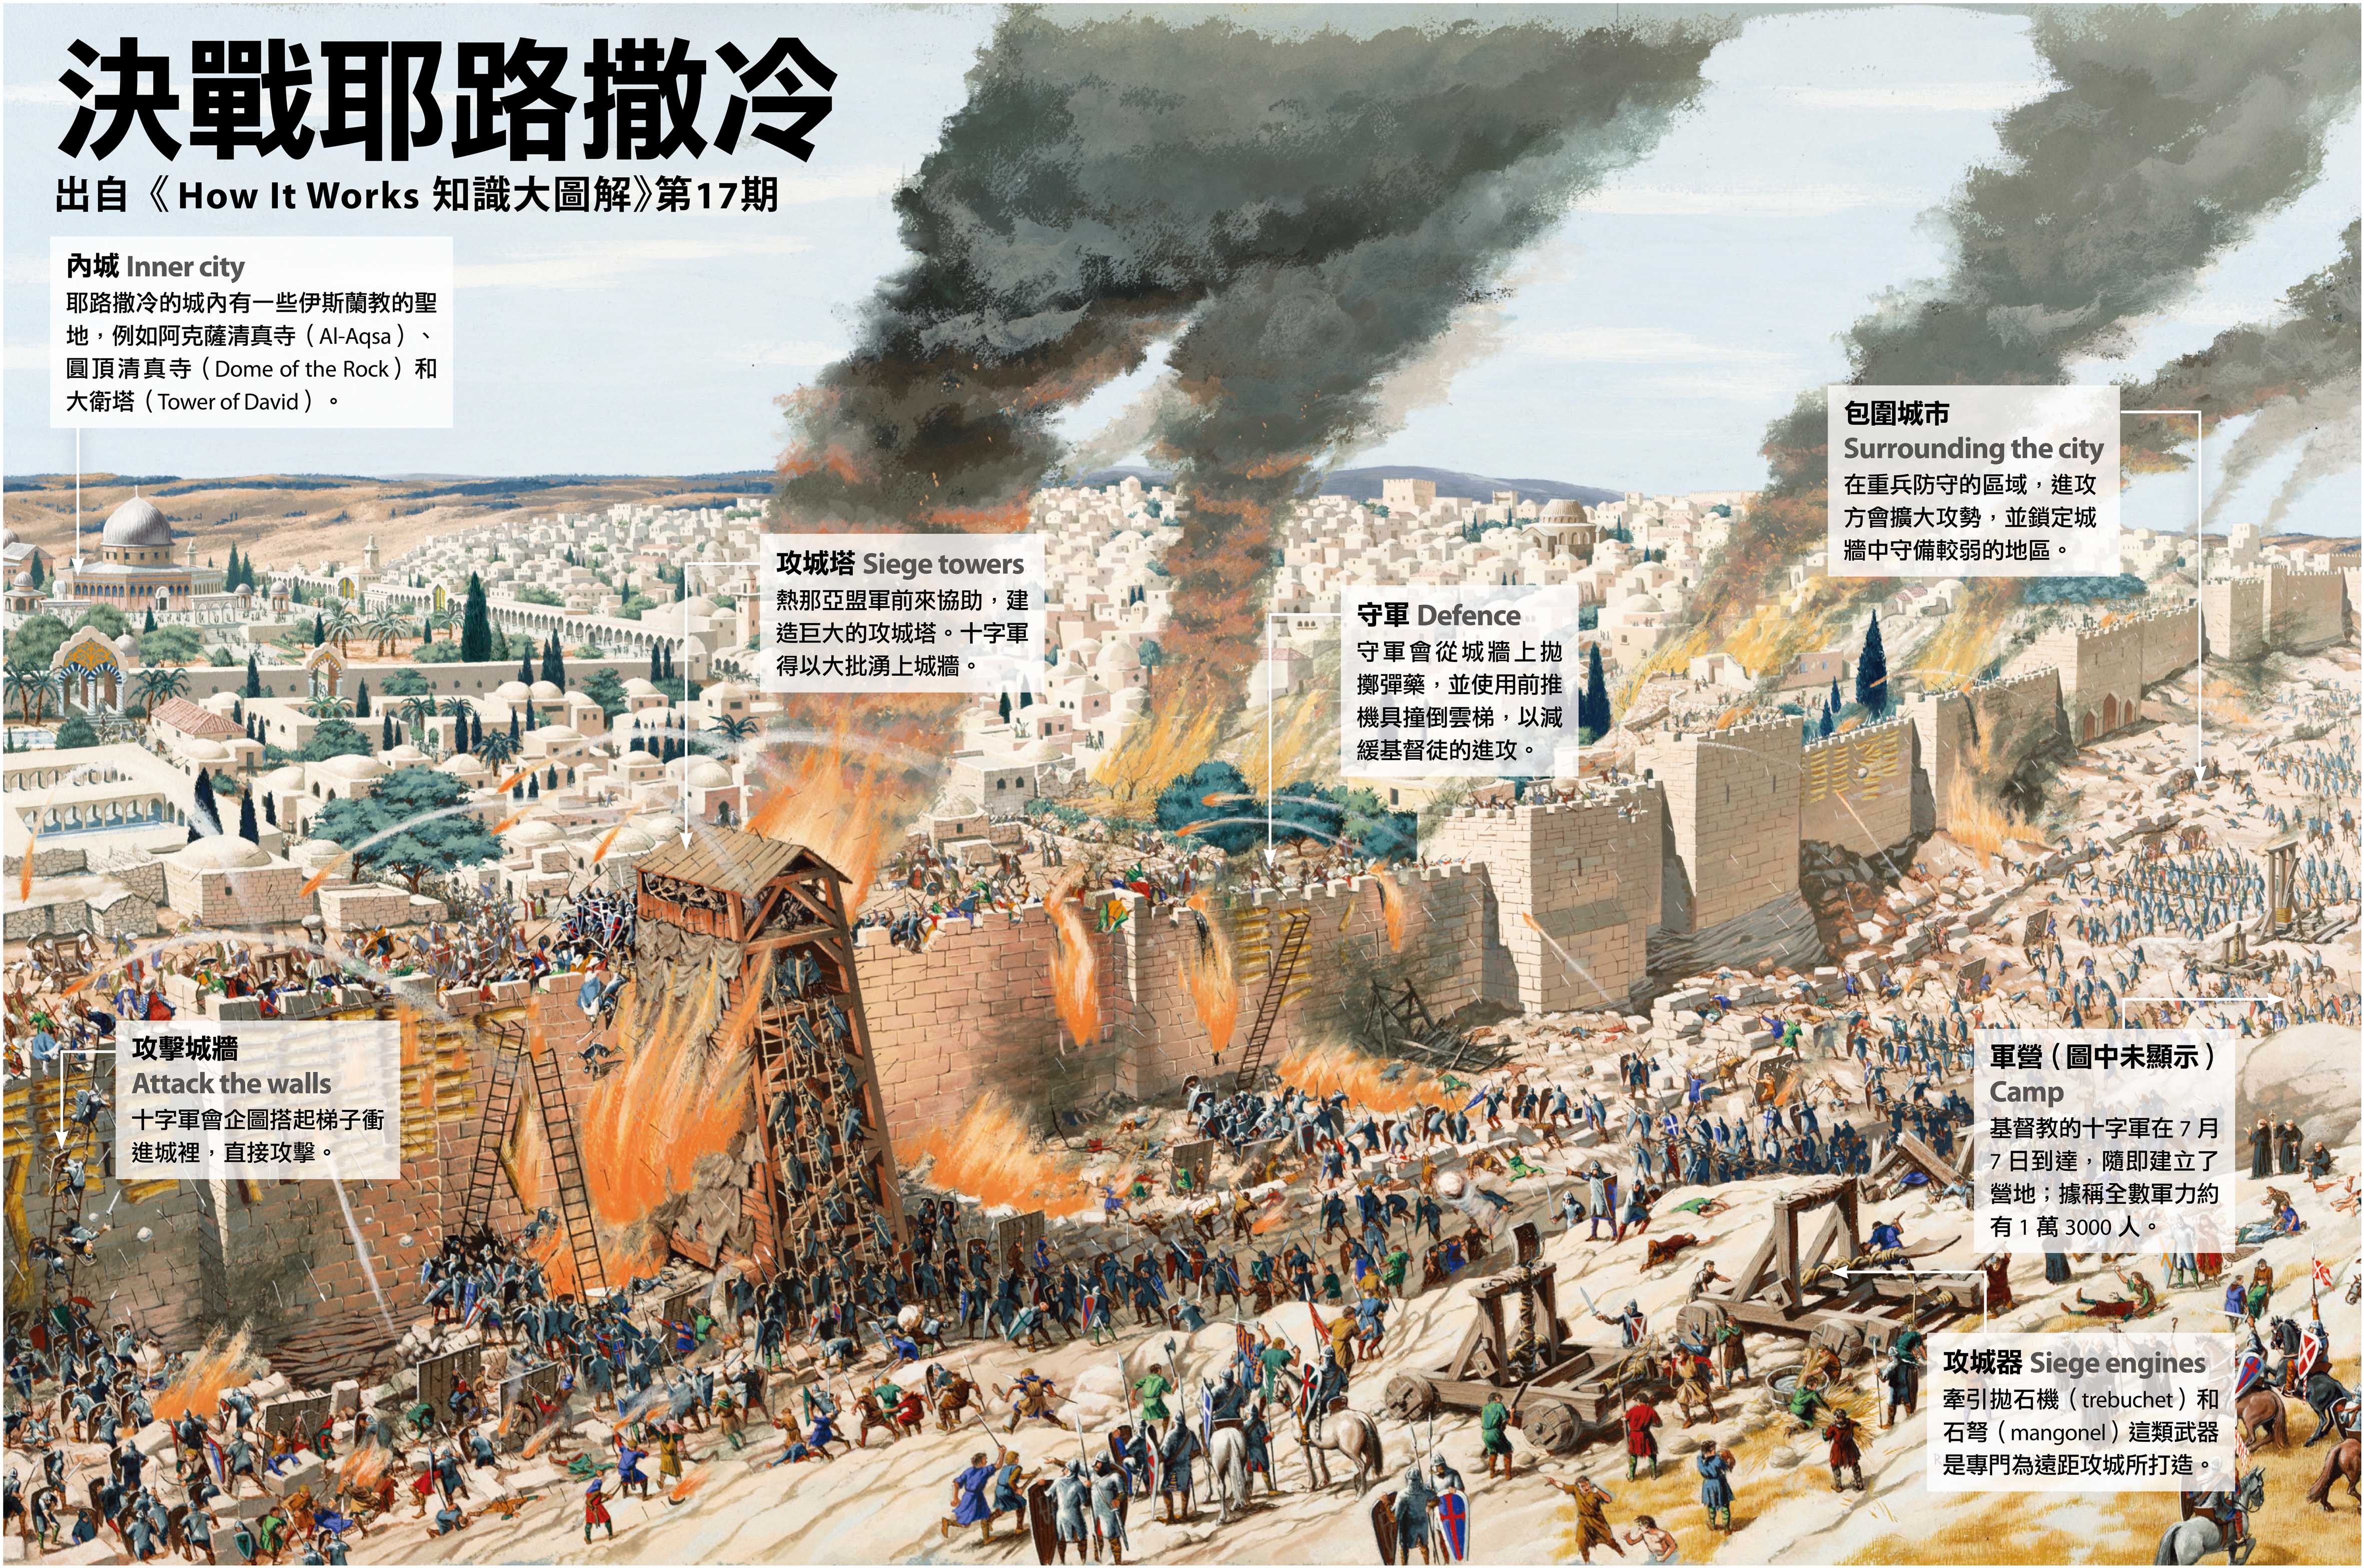 決戰耶路撒冷
出自《How It Works 知識大圖解》第17期
內城 Inner city
耶路撒冷的城內有一些伊斯蘭教的聖
地，例如阿克薩清真寺（Al-Aqsa）、
圓頂清真寺（Dome of the Rock）和
大衛塔（Tower of David）。
包圍城市
Surrounding the city
在重兵防守的區域，進攻
方會擴大攻勢，並鎖定城
牆中守備較弱的地區。
攻城塔 Siege towers
熱那亞盟軍前來協助，建
造巨大的攻城塔。十字軍
得以大批湧上城牆。
守軍 Defence
守軍會從城牆上拋
擲彈藥，並使用前推
機具撞倒雲梯，以減
緩基督徒的進攻。
攻擊城牆
Attack the walls
十字軍會企圖搭起梯子衝
進城裡，直接攻擊。
軍營（圖中未顯示）
Camp
基督教的十字軍在 7 月
7 日到達，隨即建立了
營地；據稱全數軍力約
有 1 萬 3000 人。
攻城器 Siege engines
牽引拋石機（trebuchet）和
石弩（mangonel）這類武器
是專門為遠距攻城所打造。